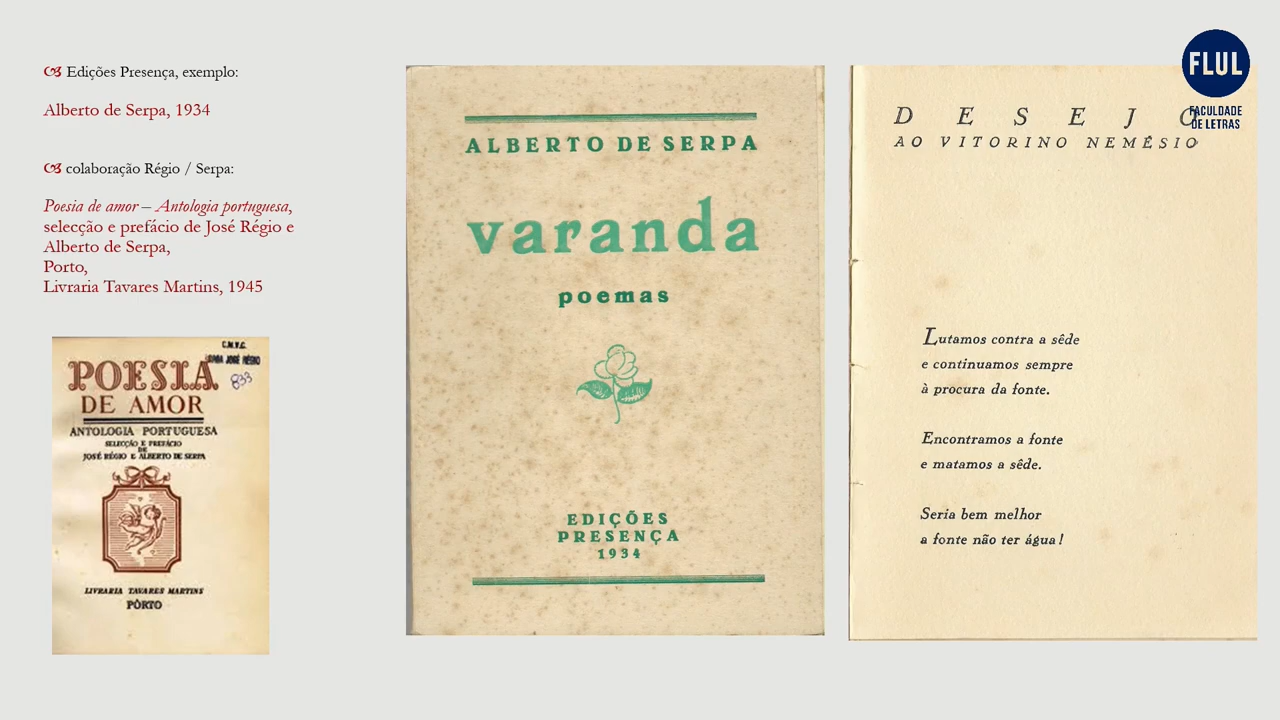 Edições Presença, exemplo:
Alberto de Serpa, 1934
colaboração Régio / Serpa:
Poesia de amor – Antologia portuguesa,
selecção e prefácio de José Régio e
Alberto de Serpa,
Porto,
Livraria Tavares Martins, 1945
C.M.V.C.
JOSÉ RÉGIO
833
POESIA
DE AMOR
ANTOLOGIA PORTUGUESA
SELECÇÃO E PREFÁCIO
DE
JOSÉ RÉGIO E ALBERTO DE SERPA
LIVRARIA TAVARES MARTINS
PÔRTO
ALBERTO DE SERPA
varanda
poemas
EDIÇÕES
PRESENÇA
1934
DESEJO
AO VITORINO NEMÉSIO
Lutamos contra a sêde
e continuamos sempre
à procura da fonte.
Encontramos a fonte
e matamos a sêde.
Seria bem melhor
a fonte não ter água!
FLUL
FACULDADE
DE LETRAS